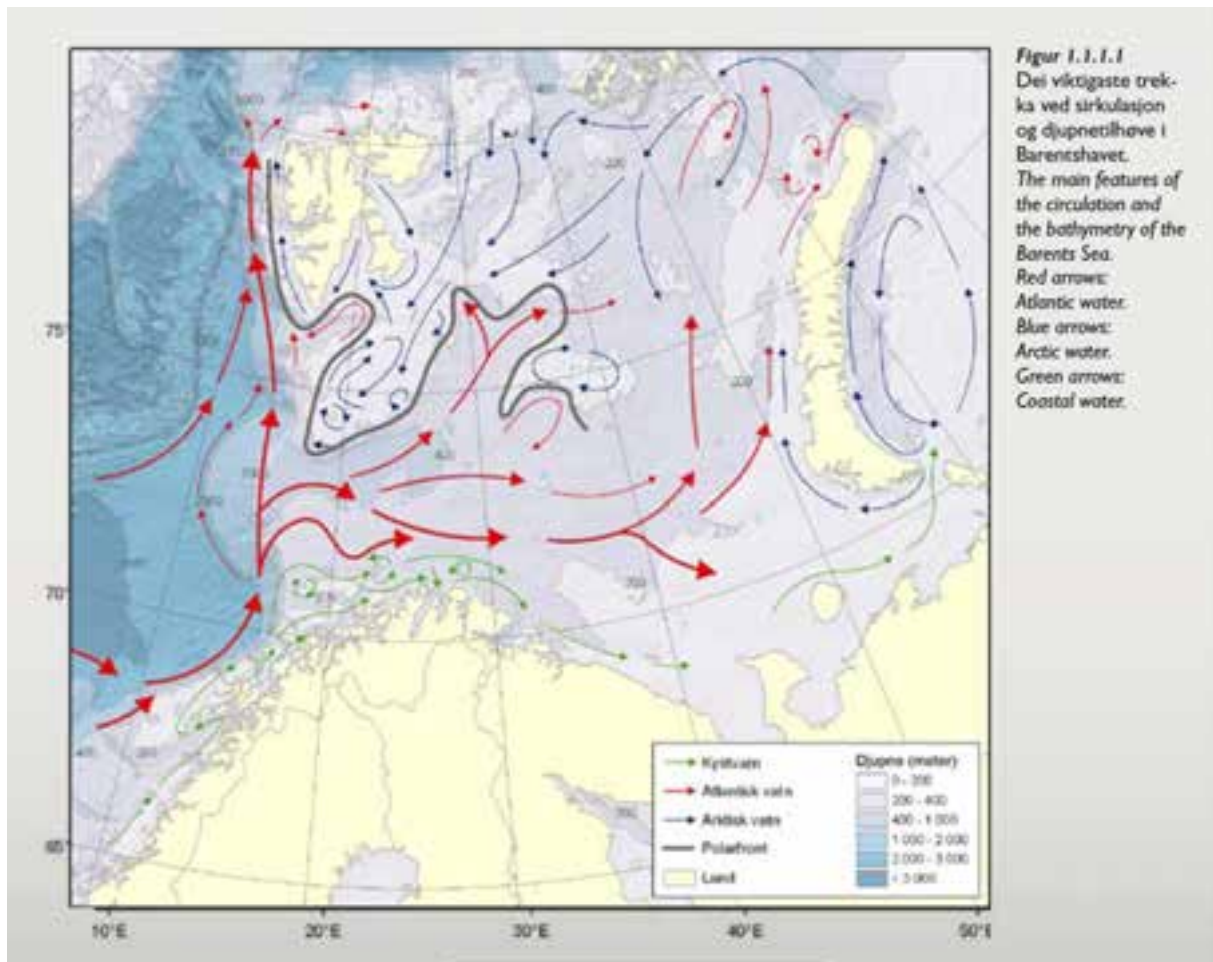 Figur 1.1.1.1
Dei viktigaste trek-
ka ved sirkulasjon
og djupnetilhøve i
Barentshavet.
The main features of
the circulation and
the bathymetry of the
Barents Sea.
Red arrows:
Atlantic water.
Blue arrows:
Arctic water.
Green arrows:
Coastal water.
75°
70°
65°
Kystvatn
Atlantisk vatn
Arktisk vatn
Polarfront
Land
Djupne (meter)
0 - 200
200 - 400
400 - 1 000
1 000 - 2 000
2 000 - 3 000
10°E
20°E
30°E
40°E
50°E